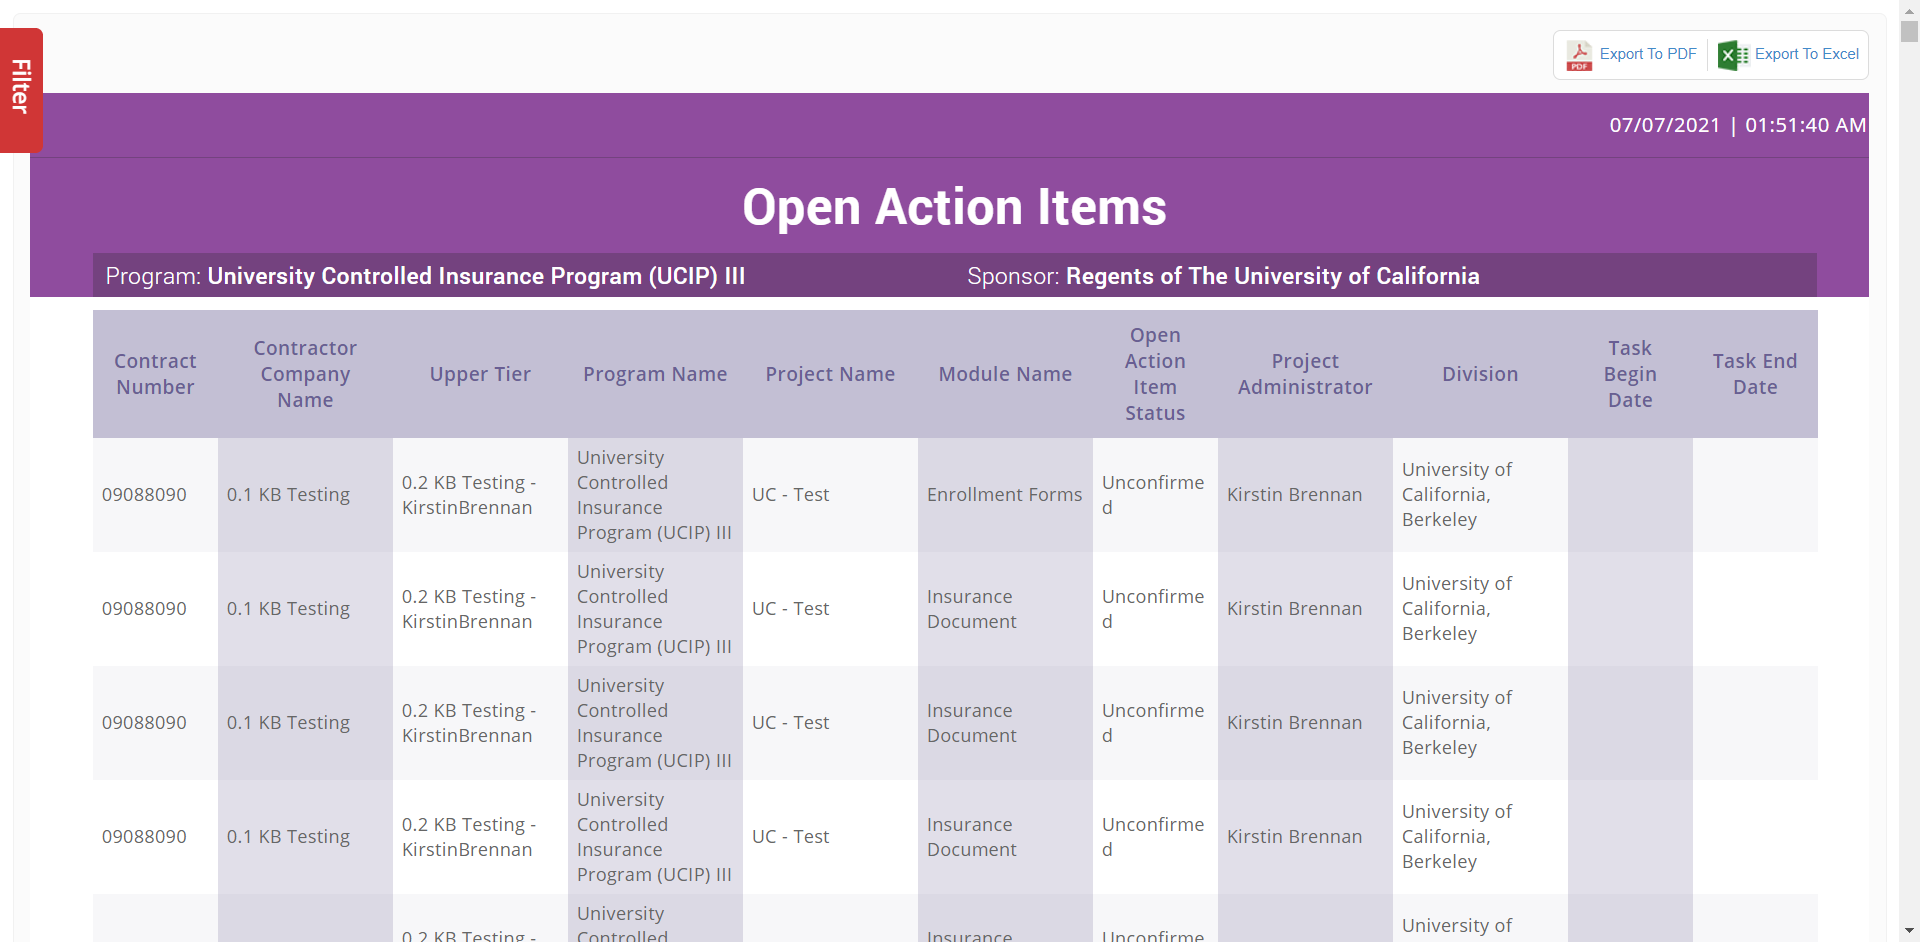 Filter
PDF
Export To PDF
Export To Excel
07/07/2021 | 01:51:40 AM
Open Action Items
Program: University Controlled Insurance Program (UCIP) III
Sponsor: Regents of The University of California
Contract
Number
Contractor
Company
Name
Upper Tier
Program Name
Project Name
Module Name
Open
Action
Item
Status
Project
Administrator
Division
Task
Begin
Date
Task End
Date
09088090
0.1 KB Testing
0.2 KB Testing -
KirstinBrennan
University
Controlled
Insurance
Program (UCIP) III
UC - Test
Enrollment Forms
Unconfirme
d
Kirstin Brennan
University of
California,
Berkeley
09088090
0.1 KB Testing
0.2 KB Testing -
KirstinBrennan
University
Controlled
Insurance
Program (UCIP) III
UC - Test
Insurance
Document
Unconfirme
d
Kirstin Brennan
University of
California,
Berkeley
09088090
0.1 KB Testing
0.2 KB Testing -
KirstinBrennan
University
Controlled
Insurance
Program (UCIP) III
UC - Test
Insurance
Document
Unconfirme
d
Kirstin Brennan
University of
California,
Berkeley
09088090
0.1 KB Testing
0.2 KB Testing -
KirstinBrennan
University
Controlled
Insurance
Program (UCIP) III
UC - Test
Insurance
Document
Unconfirme
d
Kirstin Brennan
University of
California,
Berkeley
0.2 KB Testing -
University
Controlled
Insurance
Unconfirme
University of